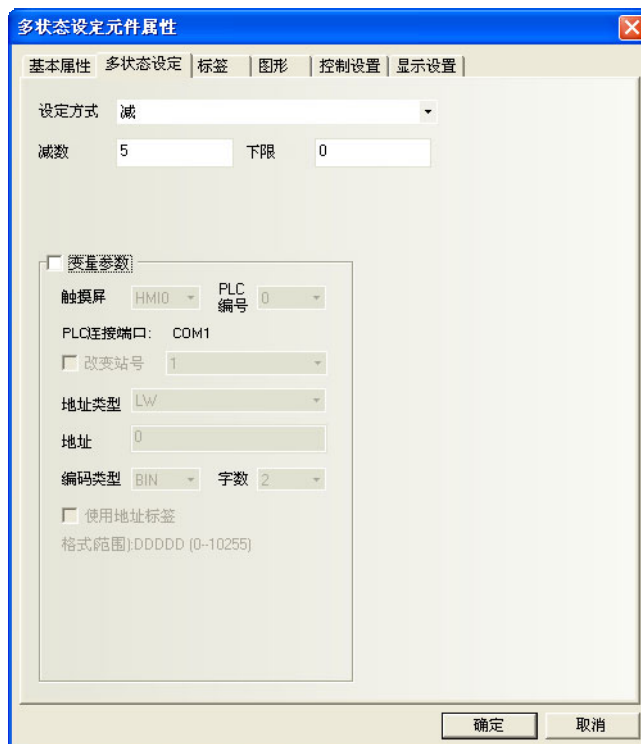 多状态设定元件属性
基本属性 多状态设定 标签 图形 控制设置 显示设置
设定方式 减
减数 5 下限 0
变量参数
触摸屏 HMI0 PLC编号 0
PLC连接端口: COM1
改变站号 1
地址类型 LW
地址 0
编码类型 BIN 字数 2
使用地址标签
格式(范围):DDDDD (0--10255)
确定 取消